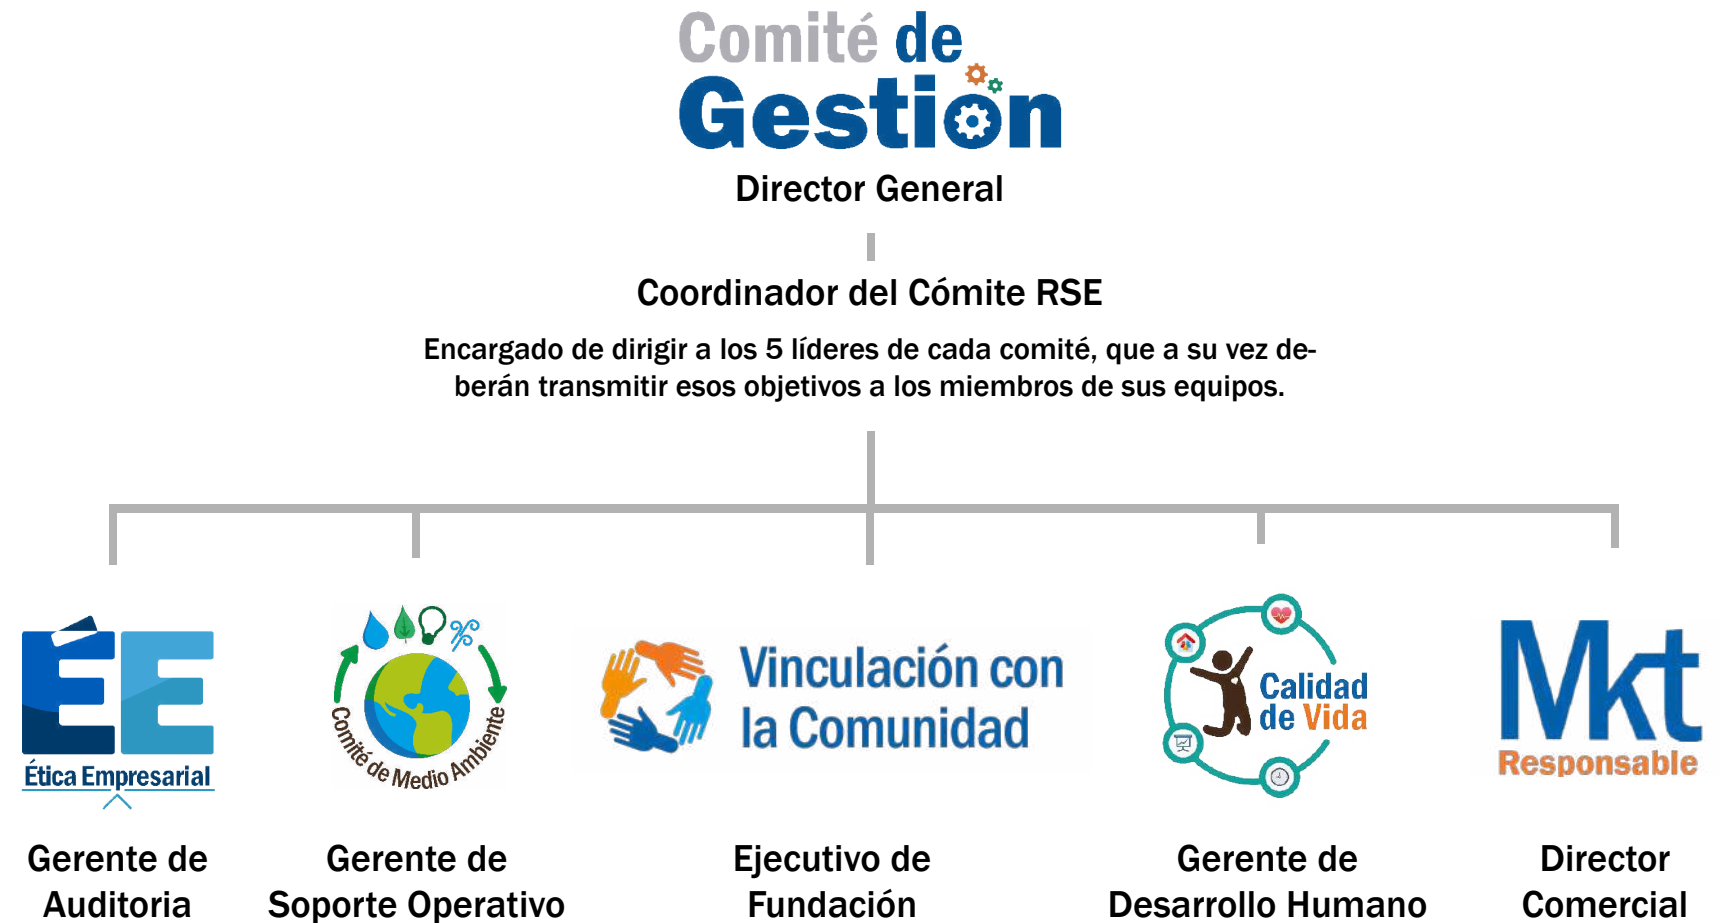 Comité de
Gestión
Director General
Coordinador del Cómite RSE
Encargado de dirigir a los 5 líderes de cada comité, que a su vez de-
berán transmitir esos objetivos a los miembros de sus equipos.
ÉE
Ética Empresarial
Comité de Medio Ambiente
Vinculación con
la Comunidad
Calidad
de Vida
Mkt
Responsable
Gerente de
Auditoria
Gerente de
Soporte Operativo
Ejecutivo de
Fundación
Gerente de
Desarrollo Humano
Director
Comercial